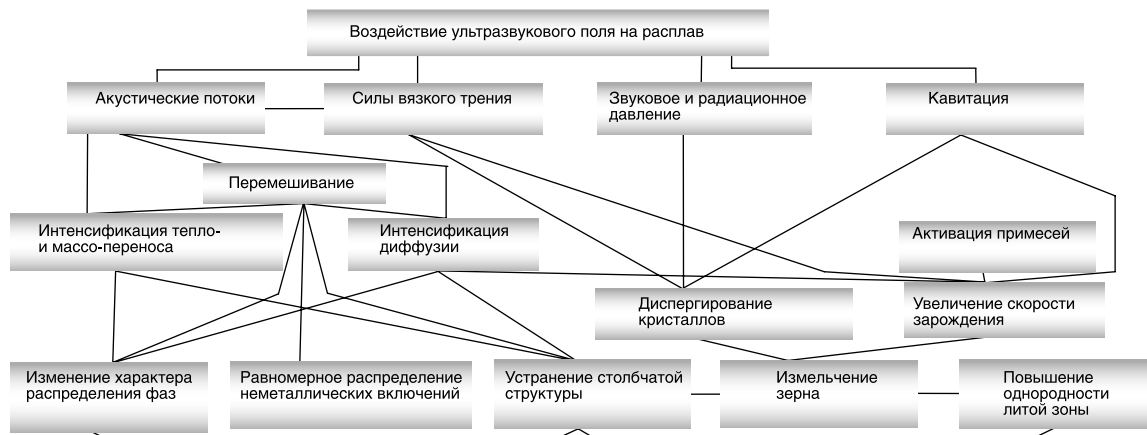 Воздействие ультразвукового поля на расплав
Акустические потоки
Силы вязкого трения
Звуковое и радиационное
давление
Кавитация
Перемешивание
Интенсификация тепло-
и массо-переноса
Интенсификация
диффузии
Активация примесей
Диспергирование
кристаллов
Увеличение скорости
зарождения
Изменение характера
распределения фаз
Равномерное распределение
неметаллических включений
Устранение столбчатой
структуры
Измельчение
зерна
Повышение
однородности
литой зоны